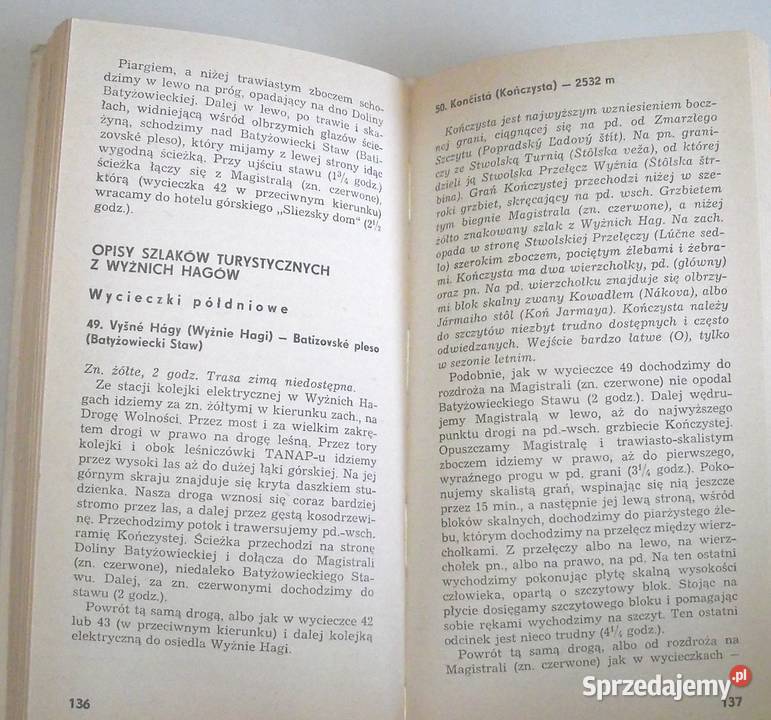 Piargiem, a niżej trawiastym zboczem scho-
dzimy w lewo na próg, opadający na dno Doliny
Batyżowieckiej. Dalej w lewo, po trawie i ska-
łach, widniejącą wśród olbrzymich głazów ście-
żyną, schodzimy nad Batyżowiecki Staw (Bati-
zovské pleso), który mijamy z lewej strony idąc
wygodną ścieżką. Przy ujściu stawu (1³/₄ godz.)
ścieżka łączy się z Magistralą (zn. czerwone),
którą (wycieczka 42 w przeciwnym kierunku)
wracamy do hotelu górskiego „Sliezsky dom" (2¹/₂
godz.).
OPISY SZLAKÓW TURYSTYCZNYCH
Z WYŻNICH HAGÓW
Wycieczki półdniowe
49. Vyšné Hágy (Wyżnie Hagi) — Batizovské pleso
(Batyżowiecki Staw)
Zn. żółte, 2 godz. Trasa zimą niedostępna.
Ze stacji kolejki elektrycznej w Wyżnich Ha-
gach idziemy za zn. żółtymi w kierunku zach., na
Drogę Wolności. Przez most i za wielkim zakrę-
tem drogi w prawo na drogę leśną. Przez tory
kolejki i obok leśniczówki TANAP-u idziemy
przez wysoki las aż do dużej łąki górskiej. Na jej
górnym skraju znajduje się kryta daszkiem stu-
dzienka. Nasza droga wznosi się coraz bardziej
stromo przez las, a dalej przez gęstą kosodrzewi-
nę. Przechodzimy potok i trawersujemy pd.-wsch.
ramię Kończystej. Ścieżka przechodzi na stronę
Doliny Batyżowieckiej i dołącza do Magistrali
(zn. czerwone), niedaleko Batyżowieckiego Sta-
wu. Dalej, za zn. czerwonymi dochodzimy do
stawu (2 godz.).
Powrót tą samą drogą, albo jak w wycieczce 42
lub 43 (w przeciwnym kierunku) i dalej kolejką
elektryczną do osiedla Wyżnie Hagi.
136
50. Končistá (Kończysta) — 2532 m
Kończysta jest najwyższym wzniesieniem bocz-
nej grani, ciągnącej się na pd. od Zmarzłego
Szczytu (Popradský Ľadový štít). Na pn. grani-
czy ze Stwolską Turnią (Štôlska veža), od której
dzieli ją Stwolska Przełęcz Wyżnia (Štôlska štr-
bina). Grań Kończystej przechodzi niżej w sze-
roki grzbiet, skręcający na pd. wsch. Grzbietem
tym biegnie Magistrala (zn. czerwone), a niżej
żółto znakowany szlak z Wyżnich Hag. Na zach.
opada w stronę Stwolskiej Przełęczy (Lúčne sed-
lo) szerokim zboczem, pociętym żlebami i żebra-
mi. Kończysta ma dwa wierzchołki, pd. (główny)
oraz pn. Na pd. wierzchołku znajduje się olbrzy-
mi blok skalny zwany Kowadłem (Nákova), albo
Jármaiho stôl (Koń Jarmaya). Kończysta należy
do szczytów niezbyt trudno dostępnych i często
odwiedzanych. Wejście bardzo łatwe (O), tylko
w sezonie letnim.
Podobnie, jak w wycieczce 49 dochodzimy do
rozdroża na Magistrali (zn. czerwone) nie opodal
Batyżowieckiego Stawu (2 godz.). Dalej wędru-
jemy Magistralą w lewo, aż do najwyższego
punktu drogi na pd.-wsch. grzbiecie Kończystej.
Opuszczamy Magistralę i trawiasto-skalistym
zboczem idziemy w prawo, aż do pierwszego,
wyraźnego progu w pd. grani (3¹/₄ godz.). Poko-
nujemy skalistą grań, wspinając się nią jeszcze
przez 15 min., a następnie jej lewą stroną, wśród
bloków skalnych, dochodzimy do piarżystego żle-
bu, którym dochodzimy na przełęcz między wierz-
chołkami. Z przełęczy albo na lewo, na wierz-
chołek pn., albo na prawo, na pd. Na ten ostatni
wychodzimy pokonując płytę skalną wysokości
człowieka, opartą o szczytowy blok. Stojąc na
płycie dosięgamy szczytowego bloku i pomagając
sobie rękami wychodzimy na szczyt. Ten ostatni
odcinek jest nieco trudny (4¹/₄ godz.).
Powrót tą samą drogą, albo od rozdroża na
Magistrali (zn. czerwone) jak w wycieczkach —
137
Sprzedajemy.pl